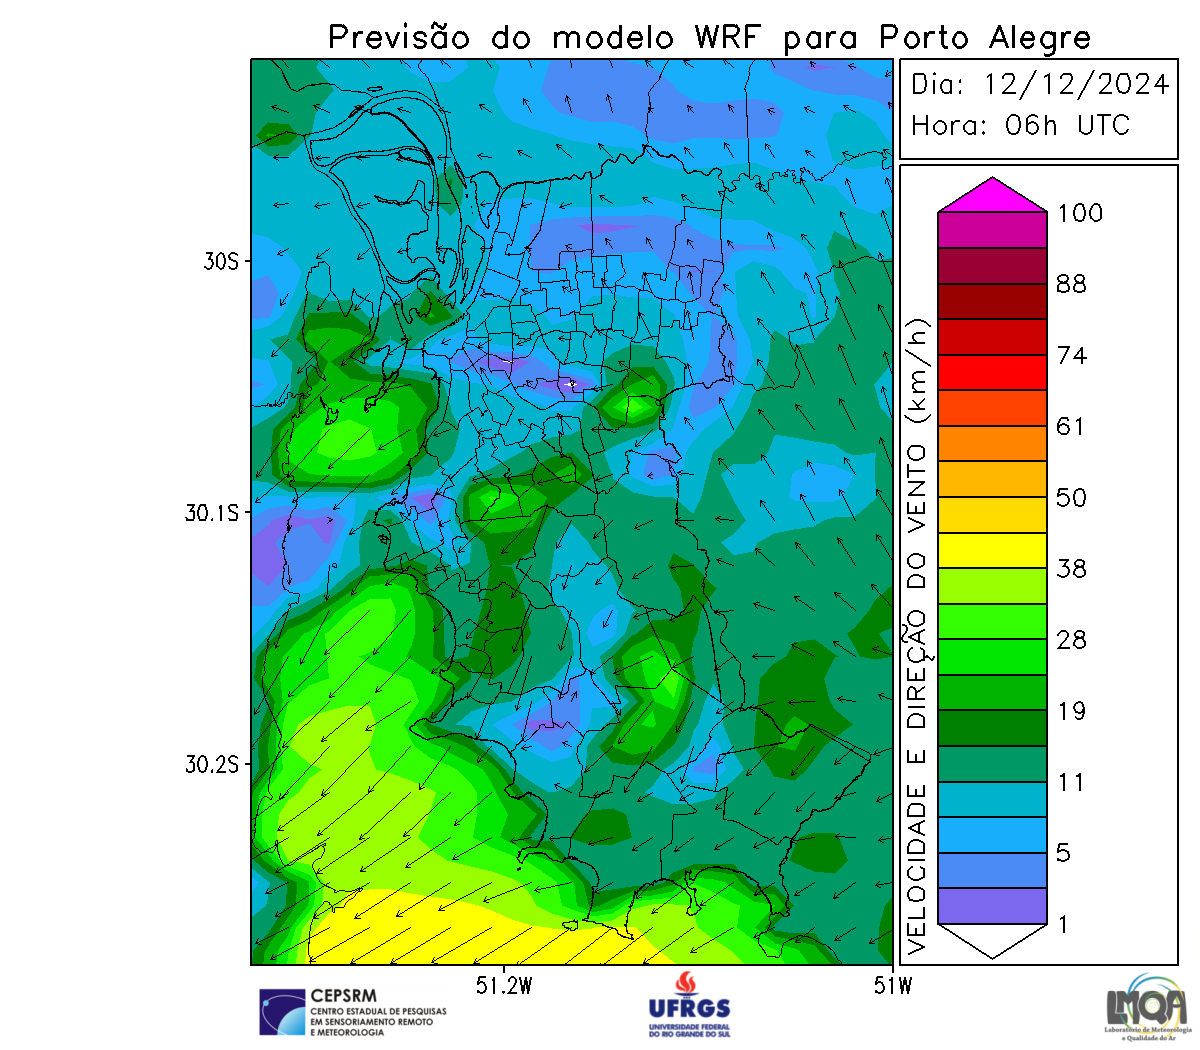 Previsão do modelo WRF para Porto Alegre
Dia: 12/12/2024
Hora: 06h UTC
30S
30.1S
30.2S
51.2W
51W
VELOCIDADE E DIREÇÃO DO VENTO (km/h)
100
88
74
61
50
38
28
19
11
5
1
CEPSRM
CENTRO ESTADUAL DE PESQUISAS
EM SENSORIAMENTO REMOTO
E METEOROLOGIA
UFRGS
UNIVERSIDADE FEDERAL
DO RIO GRANDE DO SUL
LMQA
Laboratório de Meteorologia
e Qualidade do Ar